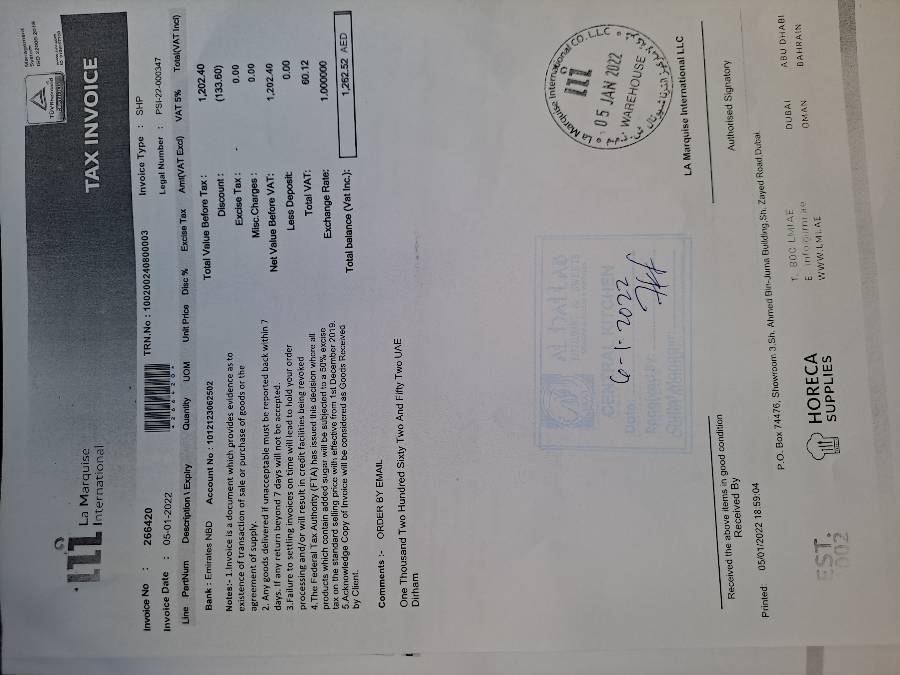 La Marquise
International
Management
System
ISO 22000:2018
TÜVRheinland
CERTIFIED
TAX INVOICE
Invoice No : 266420
TRN.No : 100200240800003
Invoice Type : SHP
Invoice Date : 05-01-2022
*266420*
Legal Number : PSI-22-000347
Line PartNum Description \ Expiry Quantity UOM Unit Price Disc % Excise Tax Amt(VAT Excl) VAT 5% Total(VAT Incl)
Bank : Emirates NBD Account No : 1012123062502
Total Value Before Tax : 1,202.40
Discount : (133.60)
Excise Tax : 0.00
Misc.Charges : 0.00
Net Value Before VAT: 1,202.40
Less Deposit: 0.00
Total VAT: 60.12
Exchange Rate: 1.00000
Total balance (Vat Inc.): 1,262.52 AED
Notes:- 1.Invoice is a document which provides evidence as to
existence of transaction of sale or purchase of goods or the
agreement of supply.
2. Any goods delivered if unacceptable must be reported back within 7
days. If any return beyond 7 days will not be accepted.
3.Failure to settling invoices on time will lead to hold your order
processing and/or will result in credit facilities being revoked
4.The Federal Tax Authority (FTA) has issued this decision where all
products which contain added sugar will be subjected to a 50% excise
tax on the standard selling price with effective from 1st December 2019.
5.Acknowledge Copy of Invoice will be considered as Goods Received
by Client.
Comments :- ORDER BY EMAIL
One Thousand Two Hundred Sixty Two And Fifty Two UAE
Dirham
La Marquise International CO. L.L.C
05 JAN 2022
WAREHOUSE
CENTRAL KITCHEN
Date:
6-1-2022
LA Marquise International LLC
Received the above items in good condition
Received By
Authorised Signatory
Printed: 05/01/2022 18:59:04
P.O. Box 74476, Showroom 3,Sh. Ahmed Bin-Juma Building,Sh. Zayed Road Dubai.
EST.
2002
HORECA
SUPPLIES
T. 800 LMIAE
E. info@lmi.ae
WWW.LMI.AE
DUBAI
OMAN
ABU DHABI
BAHRAIN